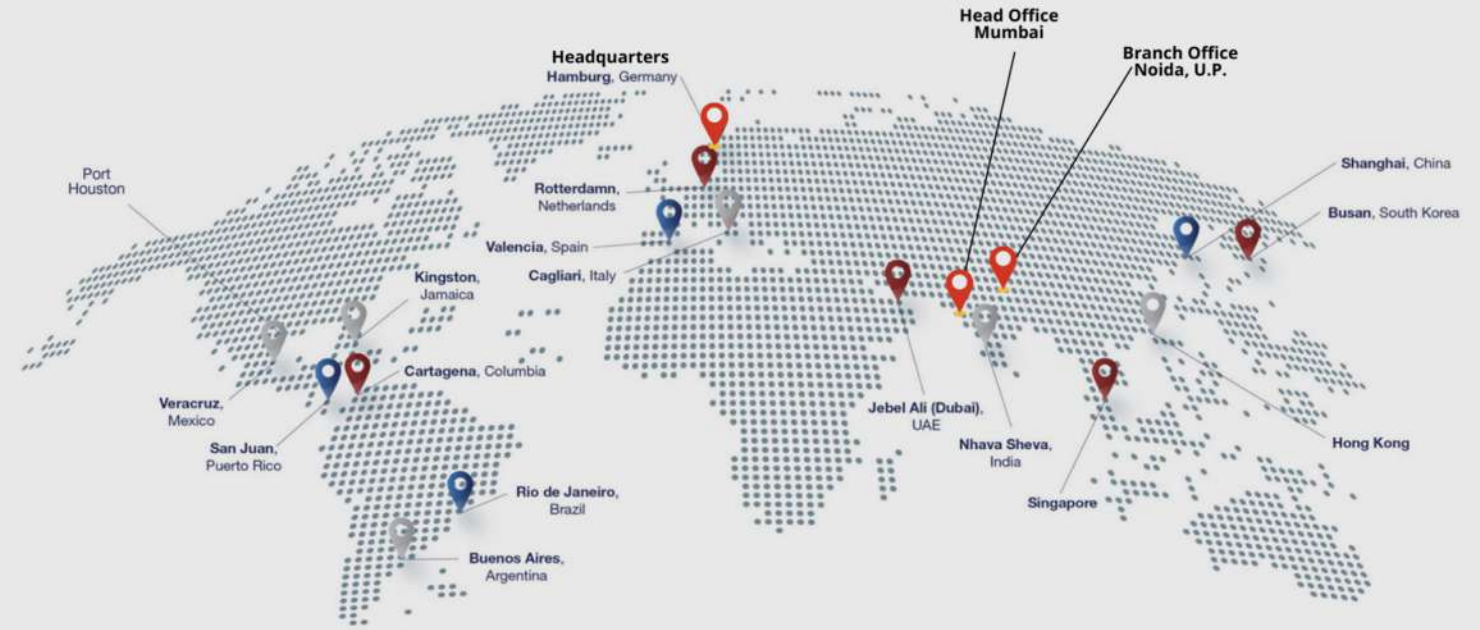 Head Office
Mumbai
Branch Office
Noida, U.P.
Headquarters
Hamburg, Germany
Port
Houston
Rotterdamn,
Netherlands
Valencia, Spain
Cagliari, Italy
Kingston,
Jamaica
Shanghai, China
Busan, South Korea
Cartagena, Columbia
Veracruz,
Mexico
San Juan,
Puerto Rico
Jebel Ali (Dubai),
UAE
Nhava Sheva,
India
Hong Kong
Singapore
Rio de Janeiro,
Brazil
Buenos Aires,
Argentina